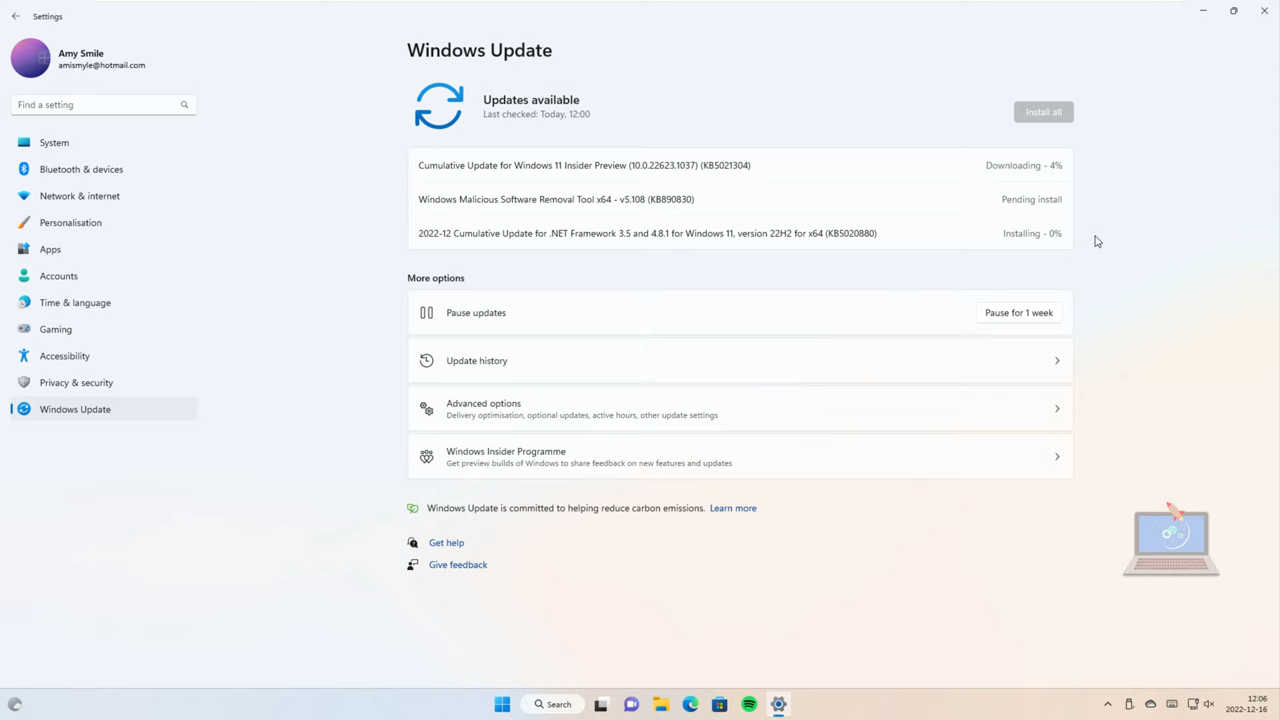 Settings
Amy Smile
amismyle@hotmail.com
Find a setting
System
Bluetooth & devices
Network & internet
Personalisation
Apps
Accounts
Time & language
Gaming
Accessibility
Privacy & security
Windows Update
Windows Update
Updates available
Last checked: Today, 12:00
Install all
Cumulative Update for Windows 11 Insider Preview (10.0.22623.1037) (KB5021304) Downloading - 4%
Windows Malicious Software Removal Tool x64 - v5.108 (KB890830) Pending install
2022-12 Cumulative Update for .NET Framework 3.5 and 4.8.1 for Windows 11, version 22H2 for x64 (KB5020880) Installing - 0%
More options
Pause updates Pause for 1 week
Update history
Advanced options
Delivery optimisation, optional updates, active hours, other update settings
Windows Insider Programme
Get preview builds of Windows to share feedback on new features and updates
Windows Update is committed to helping reduce carbon emissions. Learn more
Get help
Give feedback
Search
12:06
2022-12-16